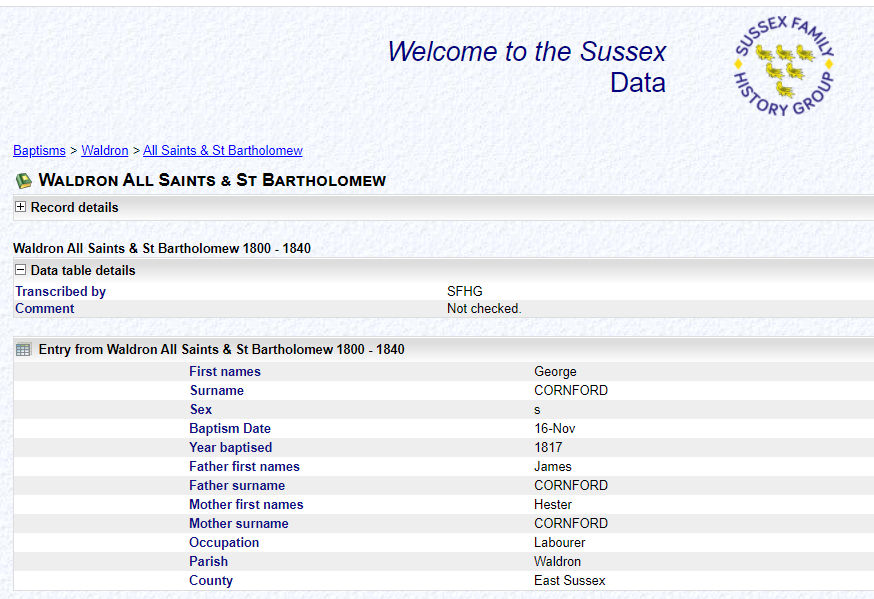 Welcome to the Sussex
Data
SUSSEX FAMILY HISTORY GROUP
Baptisms > Waldron > All Saints & St Bartholomew
WALDRON ALL SAINTS & ST BARTHOLOMEW
Record details
Waldron All Saints & St Bartholomew 1800 - 1840
Data table details
Transcribed by SFHG
Comment Not checked.
Entry from Waldron All Saints & St Bartholomew 1800 - 1840
First names George
Surname CORNFORD
Sex s
Baptism Date 16-Nov
Year baptised 1817
Father first names James
Father surname CORNFORD
Mother first names Hester
Mother surname CORNFORD
Occupation Labourer
Parish Waldron
County East Sussex